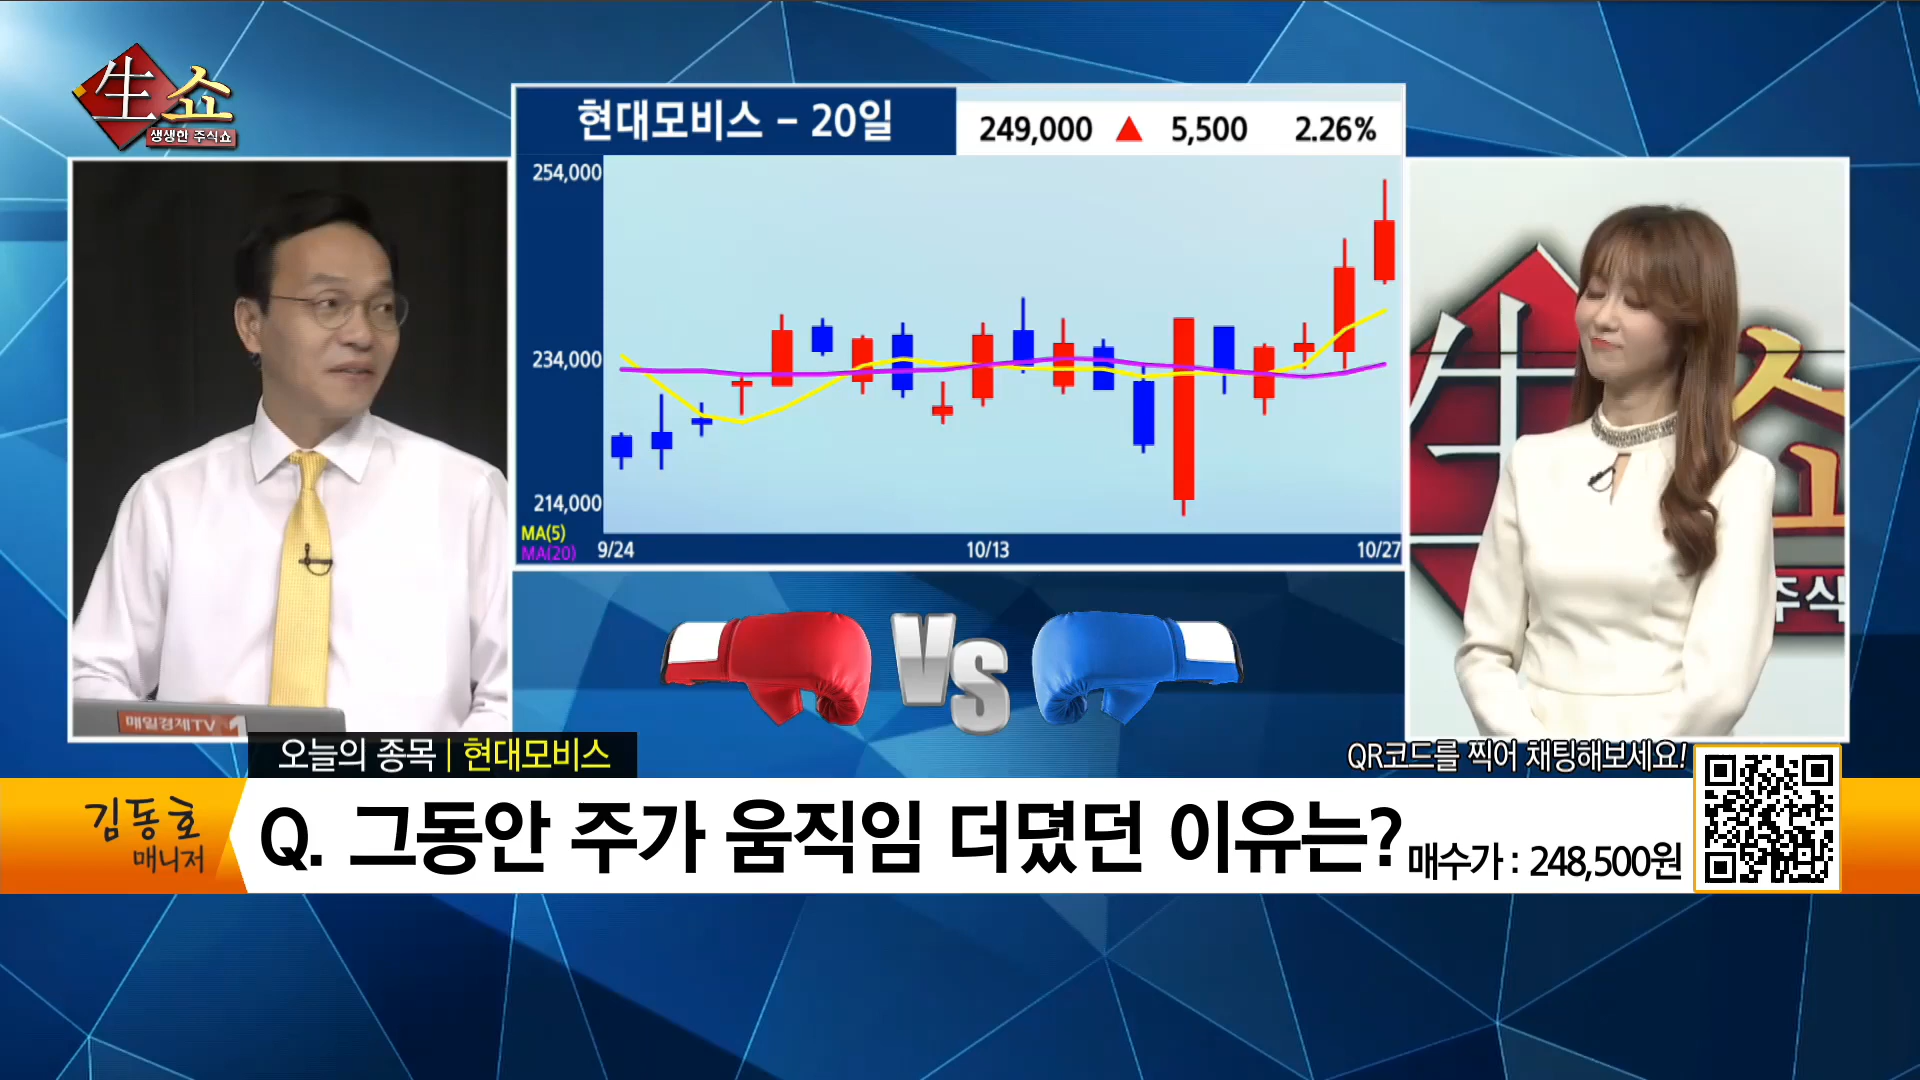 生쇼
생생한 주식쇼
현대모비스 - 20일
249,000 ▲ 5,500 2.26%
254,000
234,000
214,000
MA(5)
MA(20)
9/24 10/13 10/27
生쇼
주식
매일경제TV
VS
오늘의 종목 | 현대모비스
QR코드를 찍어 채팅해보세요!
김동호
매니저
Q. 그동안 주가 움직임 더뎠던 이유는?
매수가 : 248,500원